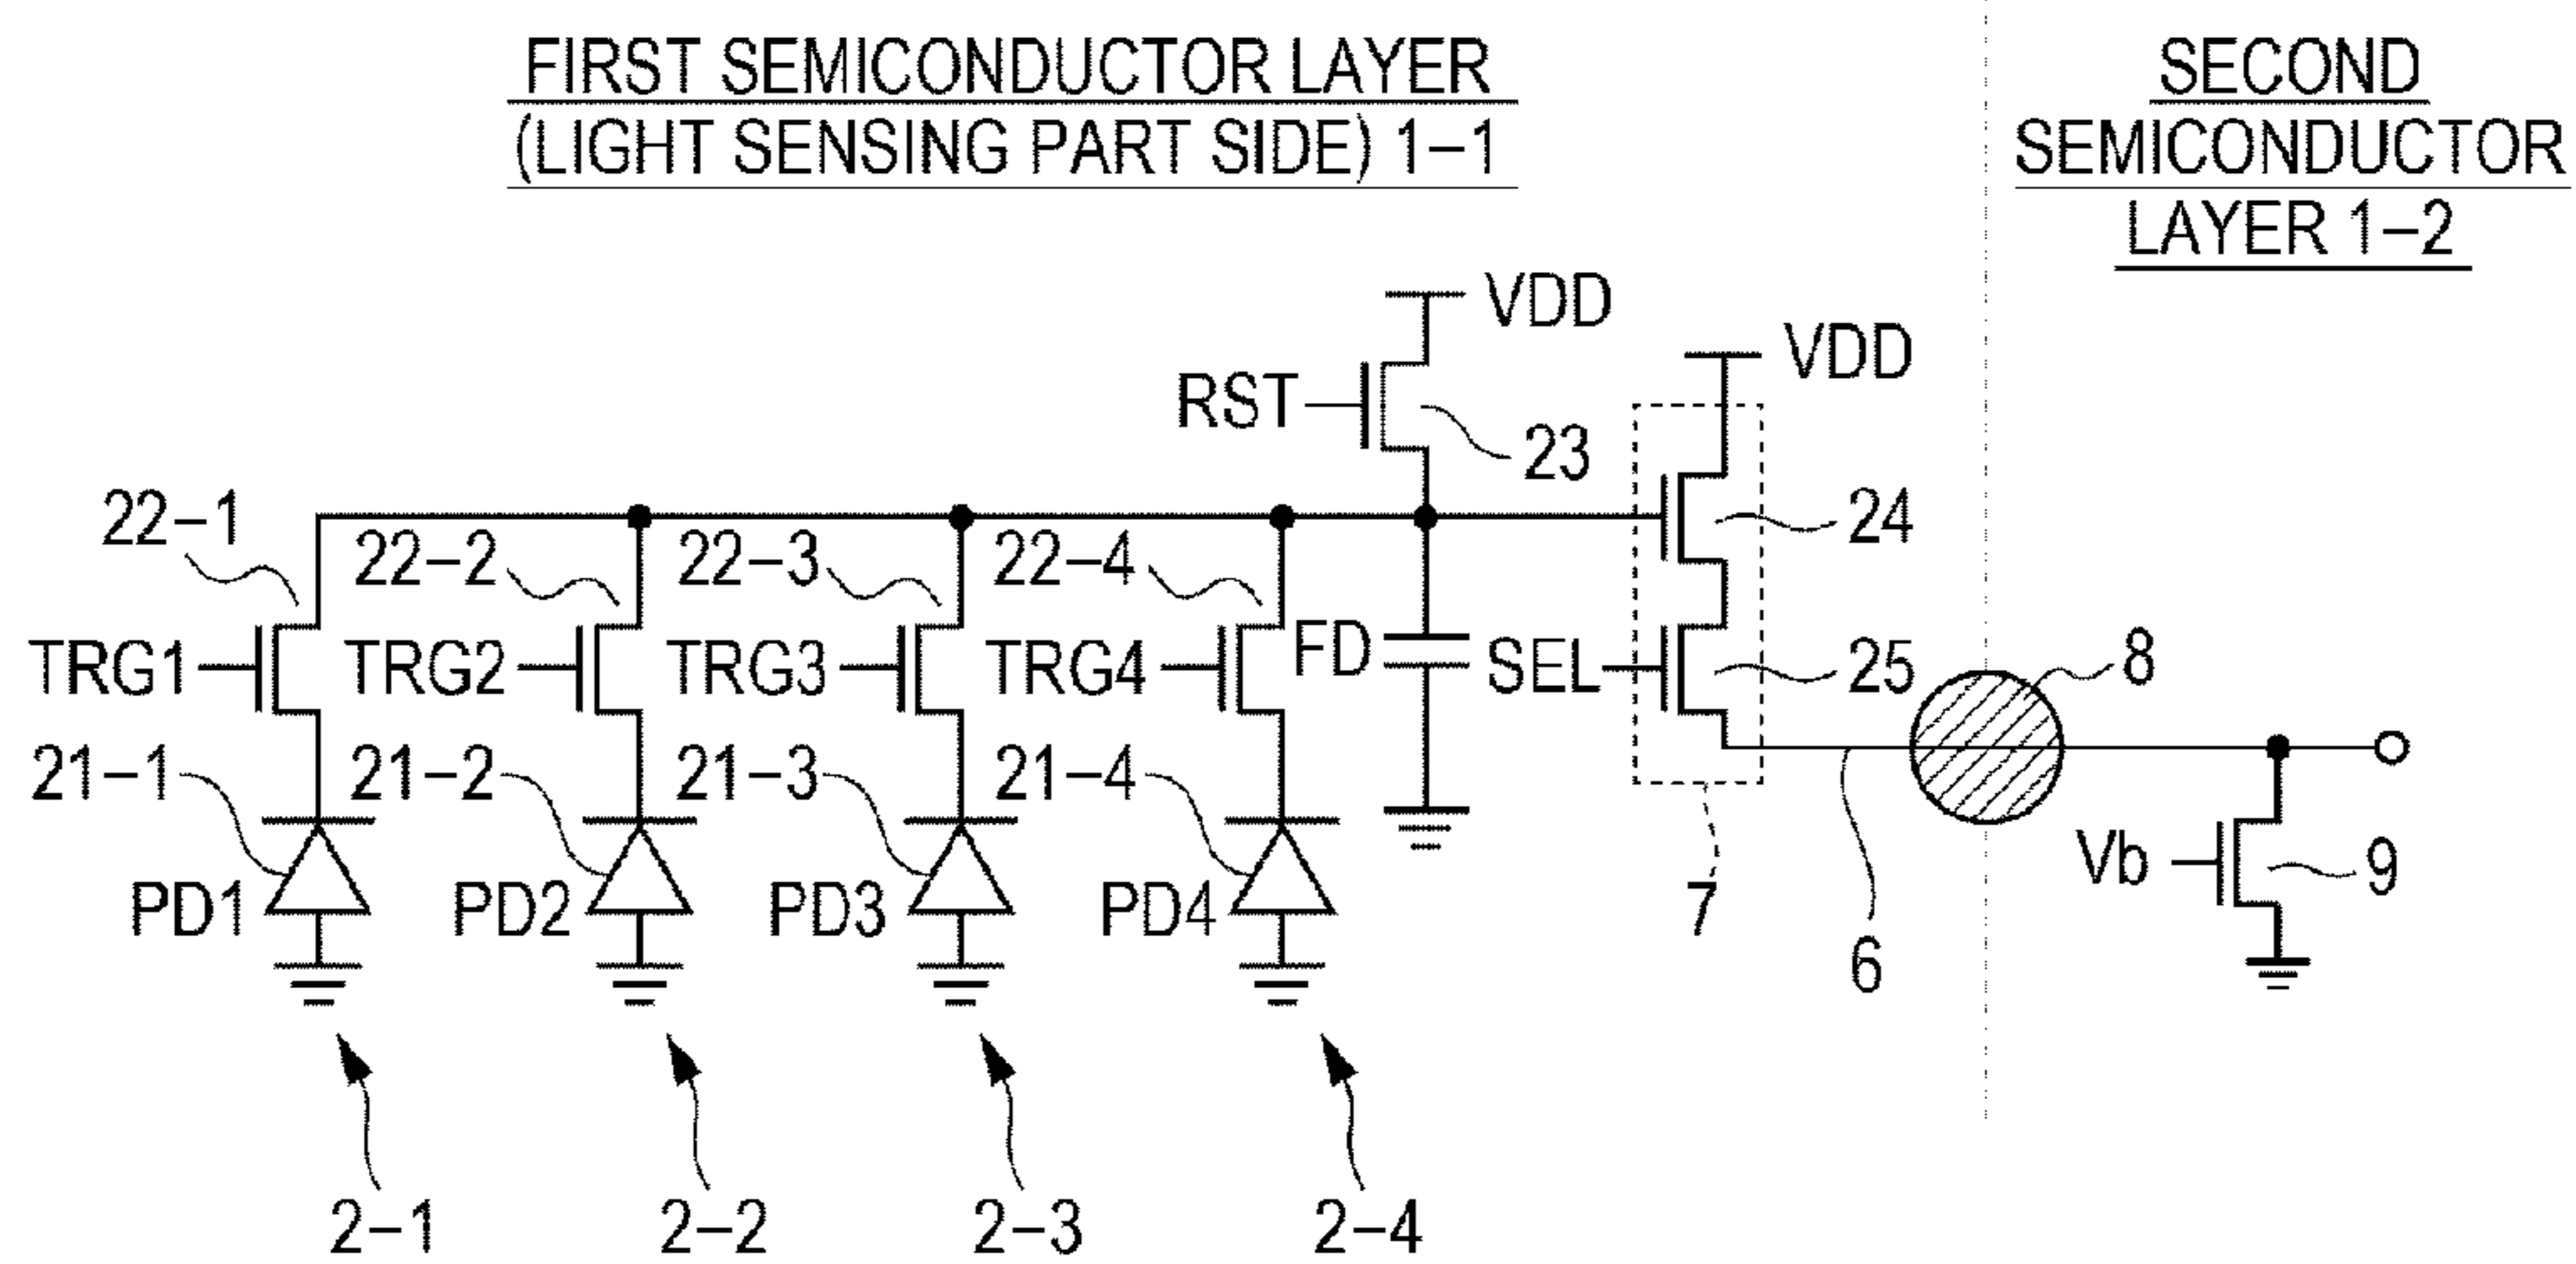 FIRST SEMICONDUCTOR LAYER
(LIGHT SENSING PART SIDE) 1–1
SECOND
SEMICONDUCTOR
LAYER 1–2
VDD
VDD
RST
23
22–1
22–2
22–3
22–4
24
TRG1
TRG2
TRG3
TRG4
FD
SEL
25
8
21–1
21–2
21–3
21–4
PD1
PD2
PD3
PD4
7
6
Vb
9
2–1
2–2
2–3
2–4